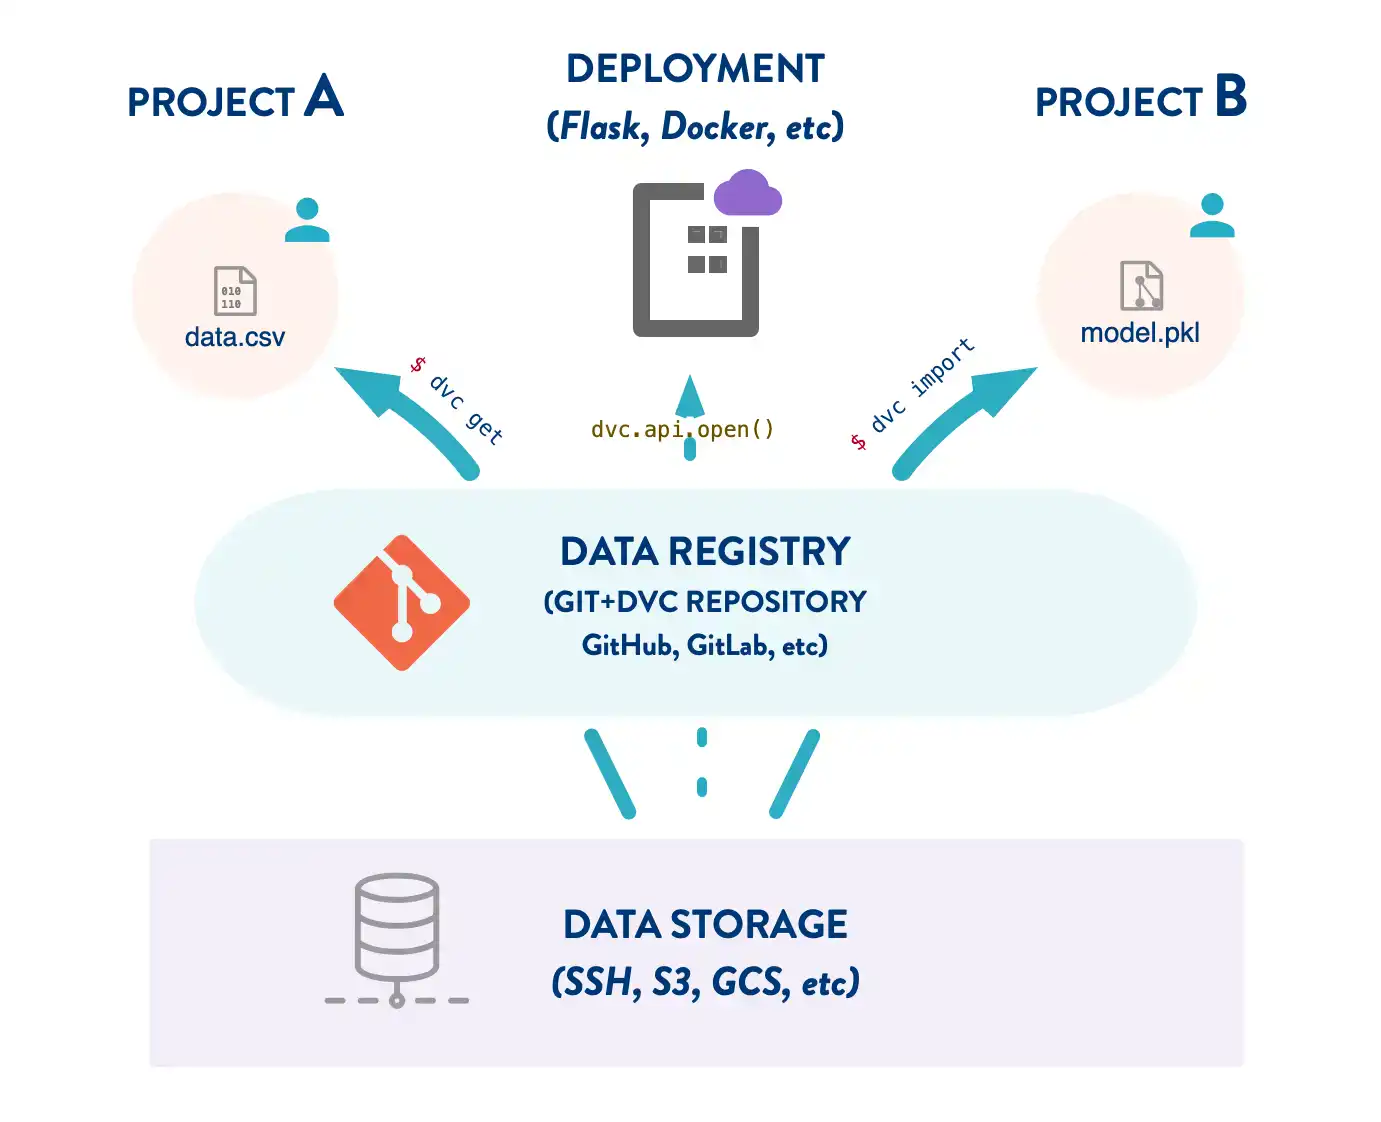 PROJECT A
DEPLOYMENT
(Flask, Docker, etc)
PROJECT B
010
110
data.csv
model.pkl
$ dvc get
dvc.api.open()
$ dvc import
DATA REGISTRY
(GIT+DVC REPOSITORY
GitHub, GitLab, etc)
DATA STORAGE
(SSH, S3, GCS, etc)